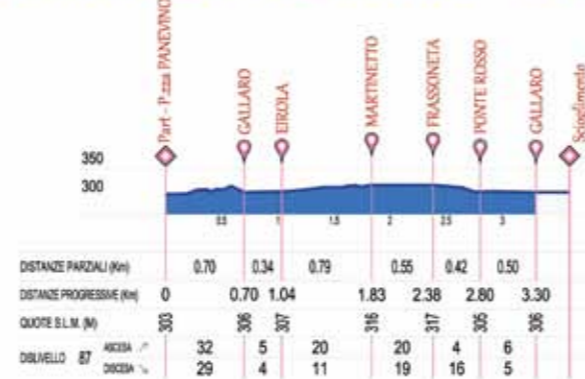 Part - P.zza PANEVINO
GALLARO
EIROLA
MARTINETTO
FRASSONETA
PONTE ROSSO
GALLARO
Scioglimento
350
300
0.5 1 1.5 2 2.5 3
DISTANZE PARZIALI (Km) 0.70 0.34 0.79 0.55 0.42 0.50
DISTANZE PROGRESSIVE (Km) 0 0.70 1.04 1.83 2.38 2.80 3.30
QUOTE S.L.M. (M) 303 306 307 316 317 305 306
DISLIVELLO 87
ASCESA 32 5 20 20 4 6
DISCESA 29 4 11 19 16 5